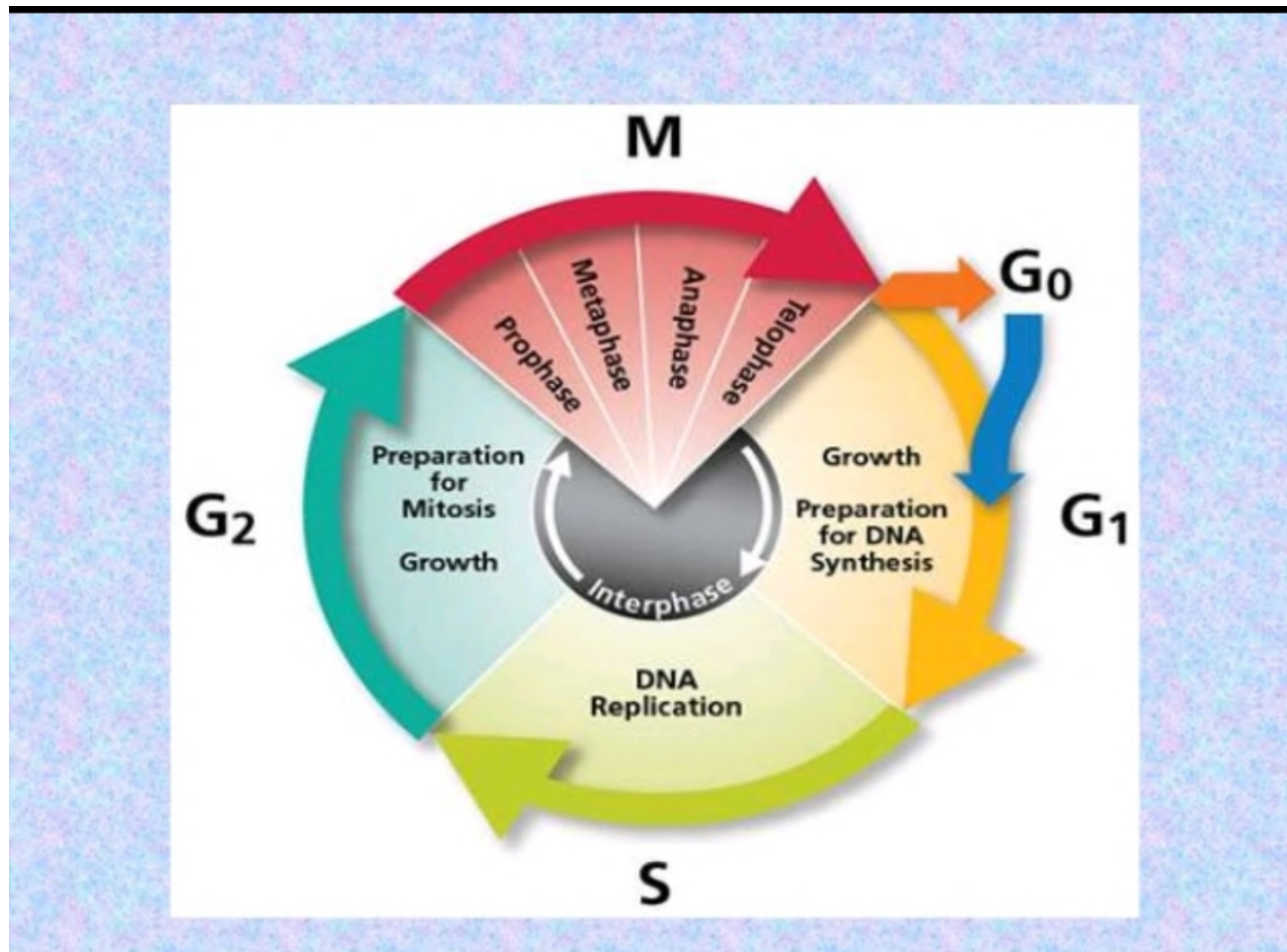 M
G₀
Prophase
Metaphase
Anaphase
Telophase
Preparation
for
Mitosis
Growth
G₂
Growth
Preparation
for DNA
Synthesis
G₁
Interphase
DNA
Replication
S